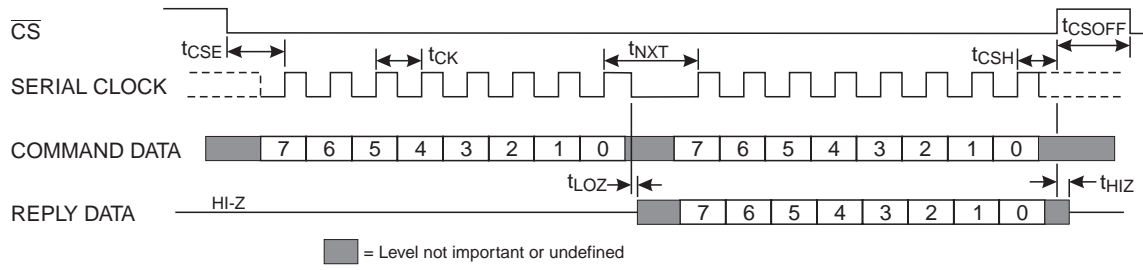 CS tCSOFF
tCSE tCK tNXT tCSH
SERIAL CLOCK
COMMAND DATA 7 6 5 4 3 2 1 0 7 6 5 4 3 2 1 0
tLOZ tHIZ
REPLY DATA HI-Z 7 6 5 4 3 2 1 0
= Level not important or undefined